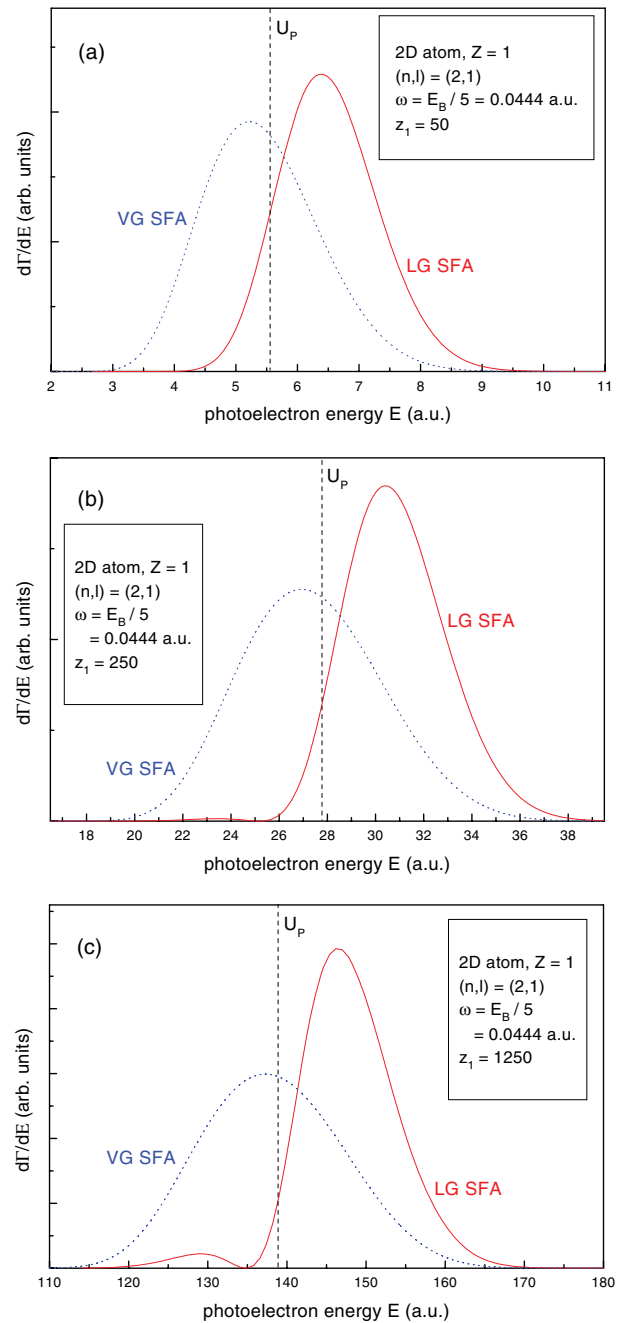 (a)
U_P
2D atom, Z = 1
(n,l) = (2,1)
ω = E_B / 5 = 0.0444 a.u.
z_1 = 50
VG SFA
LG SFA
dΓ/dE (arb. units)
2 3 4 5 6 7 8 9 10 11
photoelectron energy E (a.u.)
(b)
U_P
2D atom, Z = 1
(n,l) = (2,1)
ω = E_B / 5
= 0.0444 a.u.
z_1 = 250
LG SFA
VG SFA
dΓ/dE (arb. units)
18 20 22 24 26 28 30 32 34 36 38
photoelectron energy E (a.u.)
(c)
U_P
2D atom, Z = 1
(n,l) = (2,1)
ω = E_B / 5
= 0.0444 a.u.
z_1 = 1250
VG SFA
LG SFA
dΓ/dE (arb. units)
110 120 130 140 150 160 170 180
photoelectron energy E (a.u.)